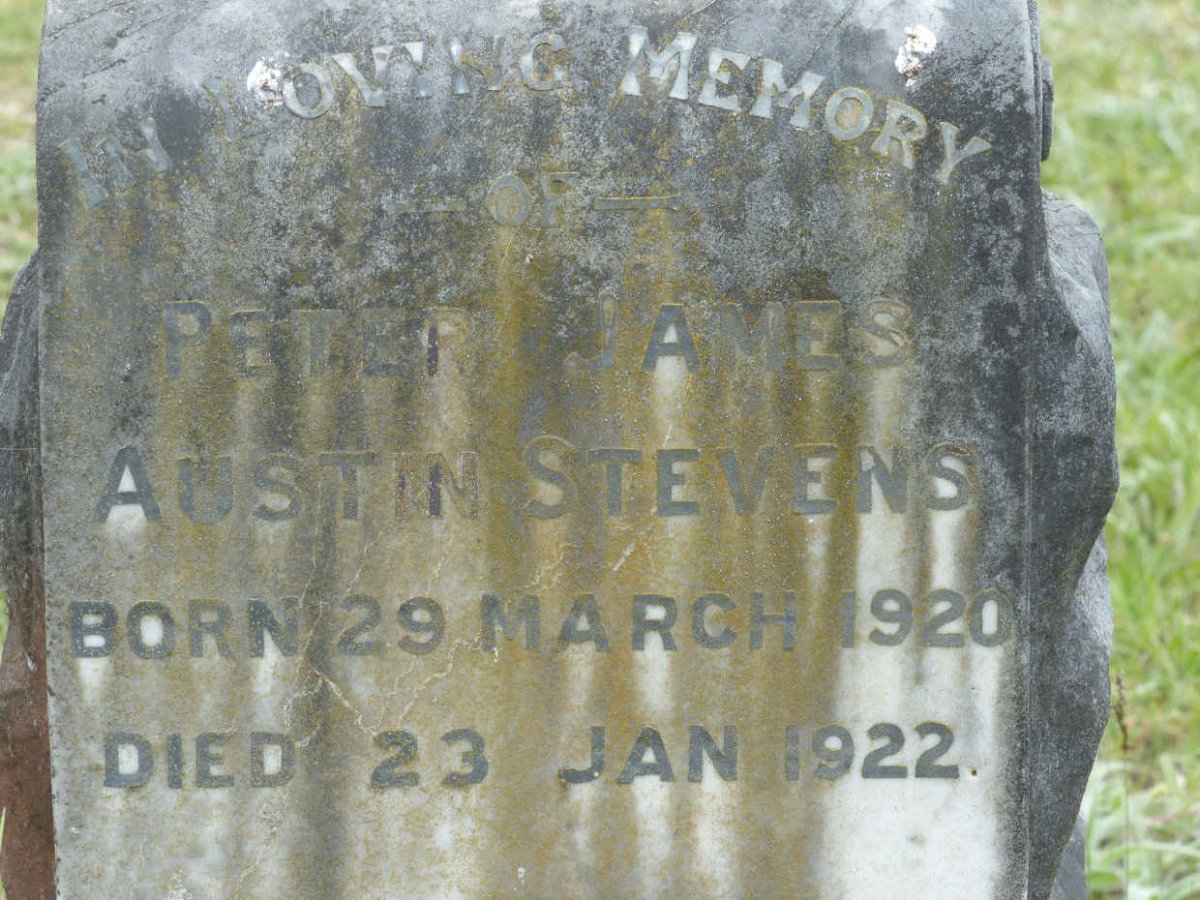 IN LOVING MEMORY
— OF —
PETER JAMES
AUSTIN STEVENS
BORN 29 MARCH 1920
DIED 23 JAN 1922.